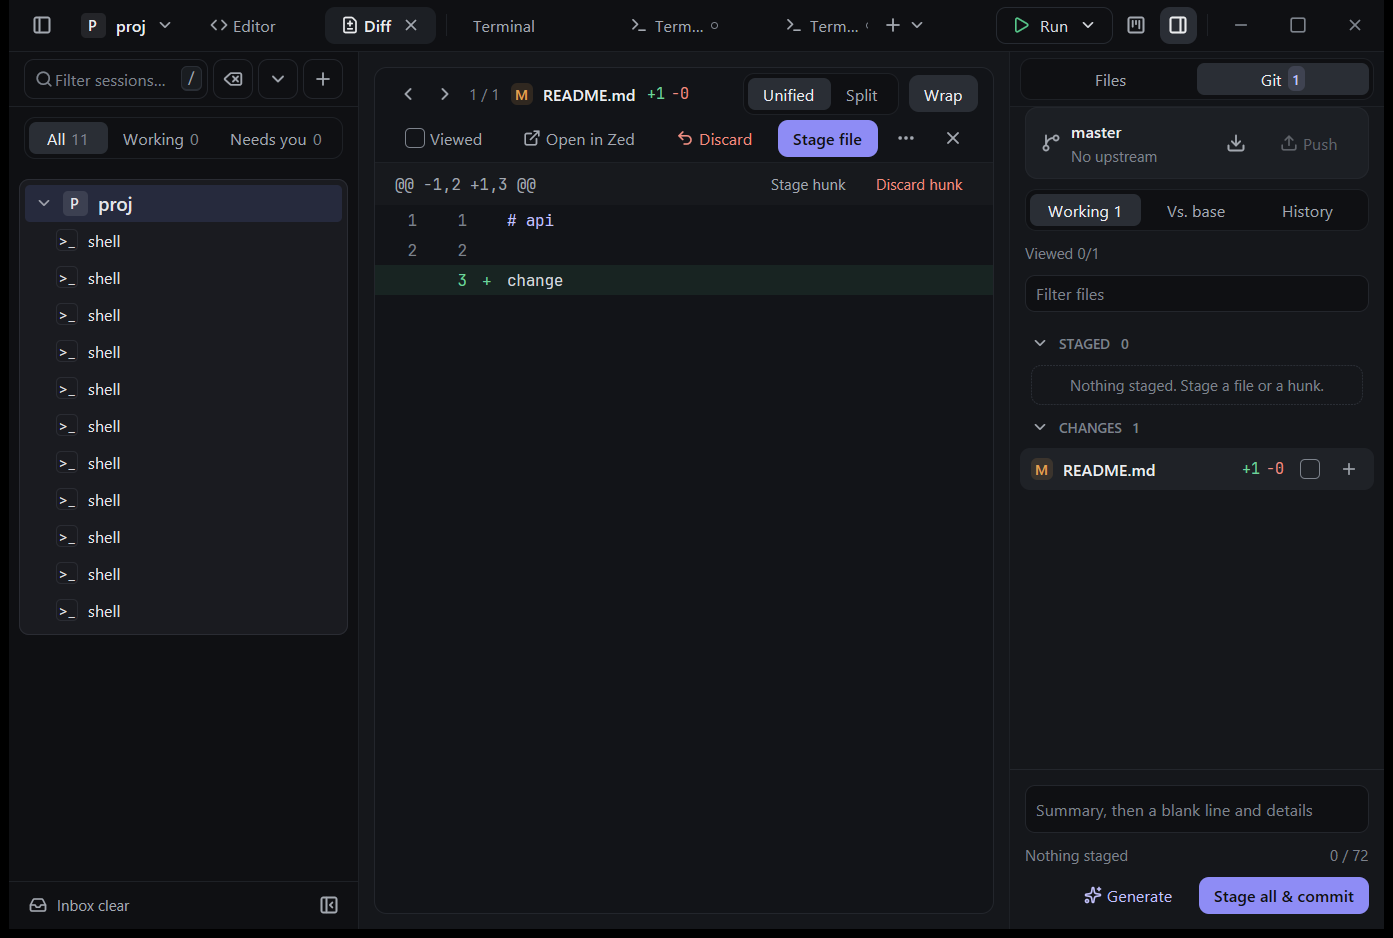 P proj
Editor
Diff
Terminal
Term...
Term...
Run
Filter sessions... /
All 11
Working 0
Needs you 0
P proj
>_ shell
>_ shell
>_ shell
>_ shell
>_ shell
>_ shell
>_ shell
>_ shell
>_ shell
>_ shell
>_ shell
Inbox clear
1 / 1 M README.md +1 -0
Unified
Split
Wrap
Viewed
Open in Zed
Discard
Stage file
@@ -1,2 +1,3 @@
Stage hunk
Discard hunk
1 1 # api
2 2
3 + change
Files
Git 1
master
No upstream
Push
Working 1
Vs. base
History
Viewed 0/1
Filter files
STAGED 0
Nothing staged. Stage a file or a hunk.
CHANGES 1
M README.md +1 -0
Summary, then a blank line and details
Nothing staged
0 / 72
Generate
Stage all & commit